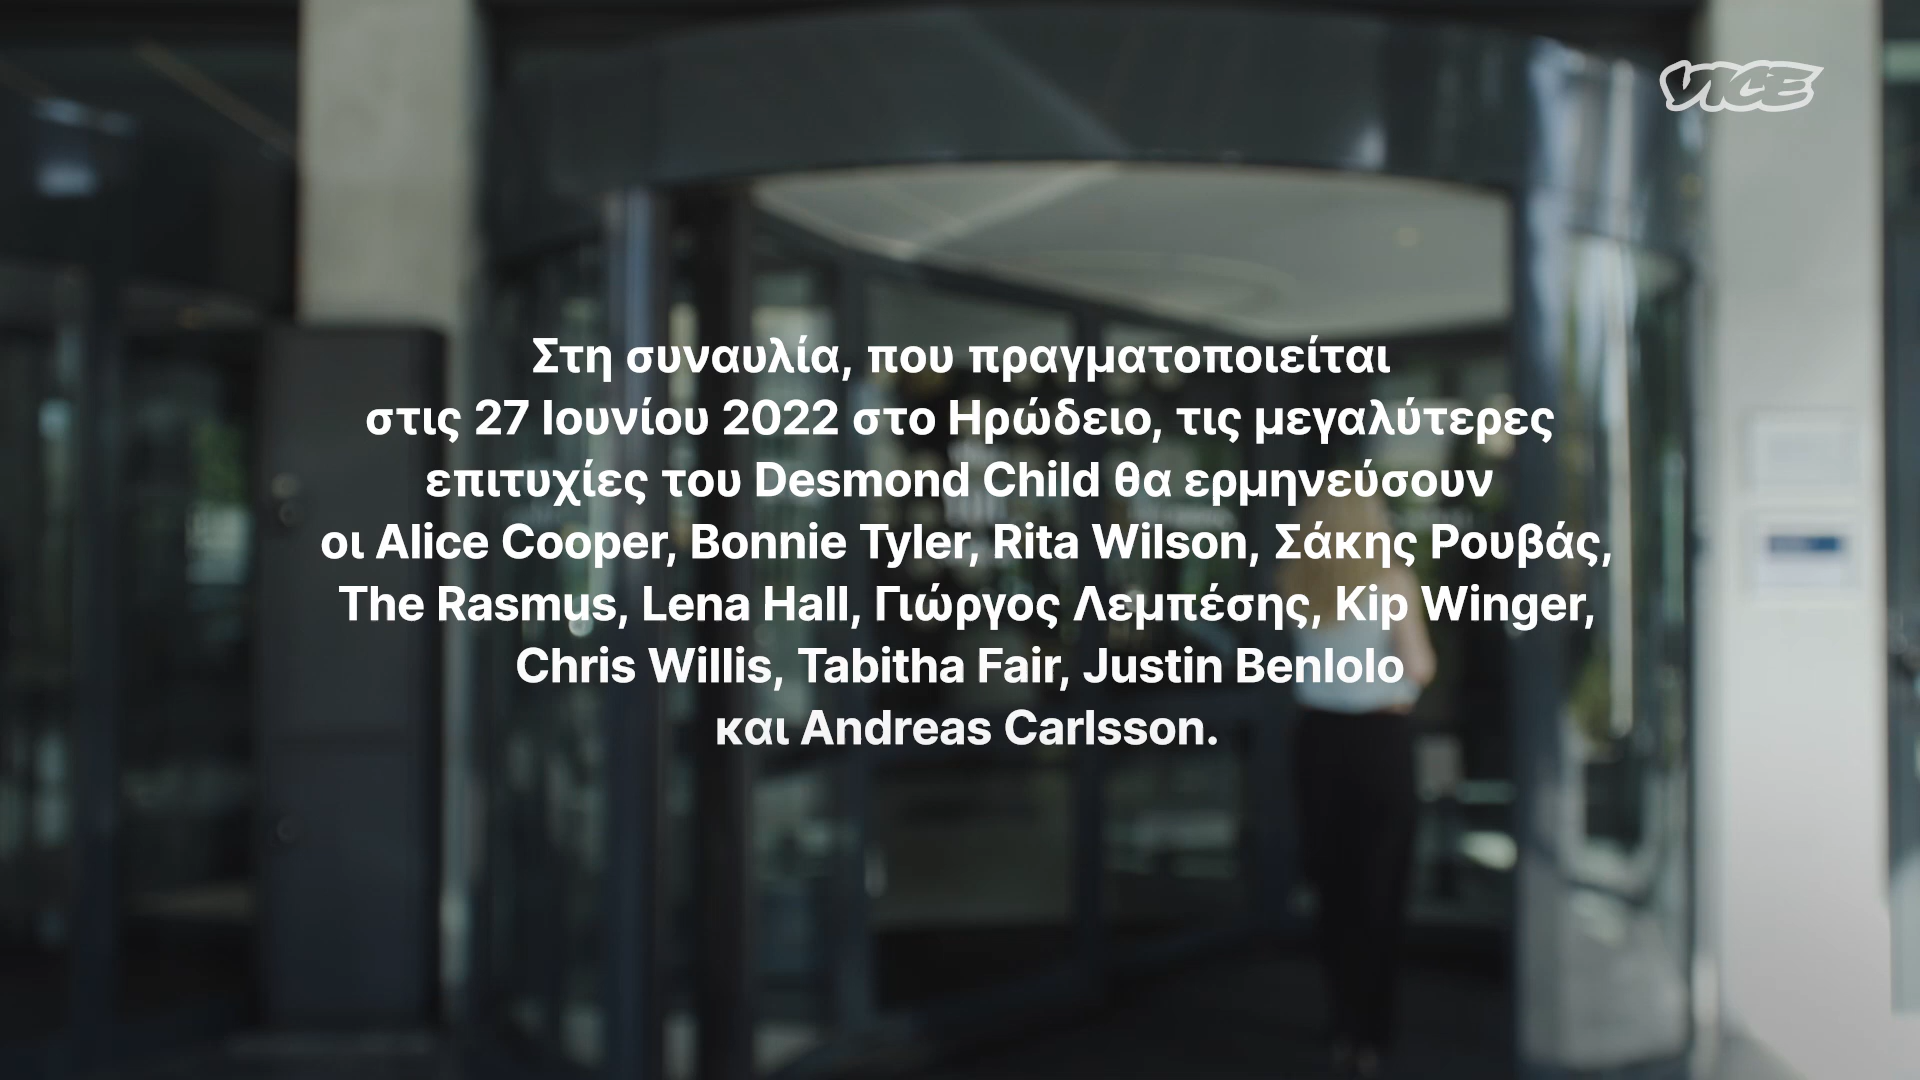 VICE
Στη συναυλία, που πραγματοποιείται
στις 27 Ιουνίου 2022 στο Ηρώδειο, τις μεγαλύτερες
επιτυχίες του Desmond Child θα ερμηνεύσουν
οι Alice Cooper, Bonnie Tyler, Rita Wilson, Σάκης Ρουβάς,
The Rasmus, Lena Hall, Γιώργος Λεμπέσης, Kip Winger,
Chris Willis, Tabitha Fair, Justin Benlolo
και Andreas Carlsson.